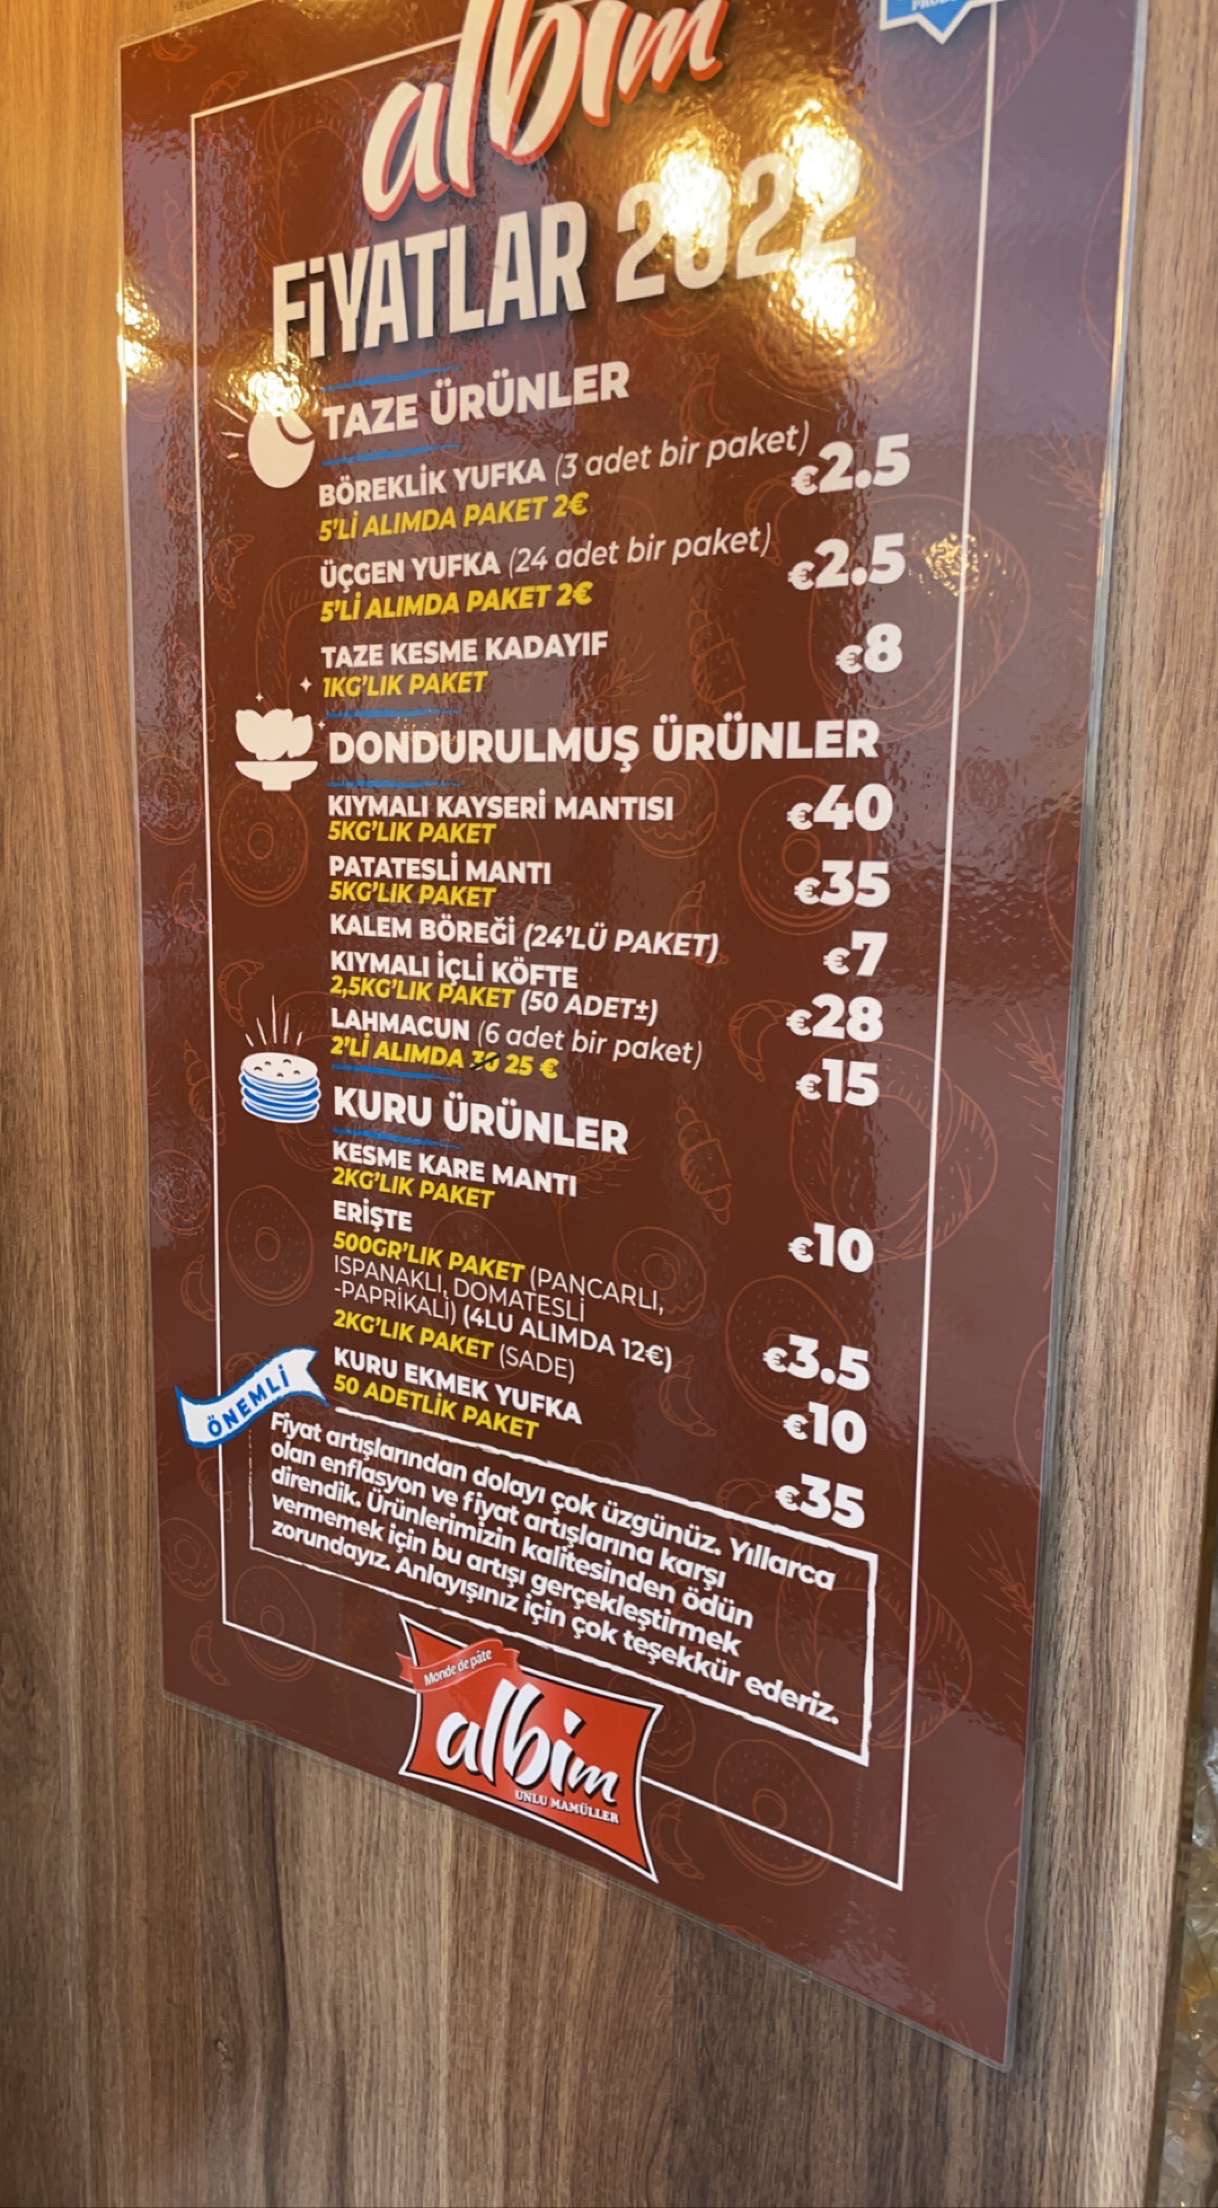 albim
FİYATLAR 2022
TAZE ÜRÜNLER
BÖREKLİK YUFKA (3 adet bir paket) €2.5
5'Lİ ALIMDA PAKET 2€
ÜÇGEN YUFKA (24 adet bir paket) €2.5
5'Lİ ALIMDA PAKET 2€
TAZE KESME KADAYIF €8
1KG'LIK PAKET
DONDURULMUŞ ÜRÜNLER
KIYMALI KAYSERİ MANTISI €40
5KG'LIK PAKET
PATATESLİ MANTI €35
5KG'LIK PAKET
KALEM BÖREĞİ (24'LÜ PAKET) €7
KIYMALI İÇLİ KÖFTE €28
2,5KG'LIK PAKET (50 ADET±)
LAHMACUN (6 adet bir paket) €15
2'Lİ ALIMDA 30 25 €
KURU ÜRÜNLER
KESME KARE MANTI
2KG'LIK PAKET €10
ERİŞTE
500GR'LIK PAKET (PANCARLI,
ISPANAKLI, DOMATESLİ
-PAPRİKALİ) (4LU ALIMDA 12€) €3.5
2KG'LIK PAKET (SADE) €10
KURU EKMEK YUFKA €35
50 ADETLİK PAKET
ÖNEMLİ
Fiyat artışlarından dolayı çok üzgünüz. Yıllarca
olan enflasyon ve fiyat artışlarına karşı
direndik. Ürünlerimizin kalitesinden ödün
vermemek için bu artışı gerçekleştirmek
zorundayız. Anlayışınız için çok teşekkür ederiz.
Monde de pâte
albim
UNLU MAMÜLLER